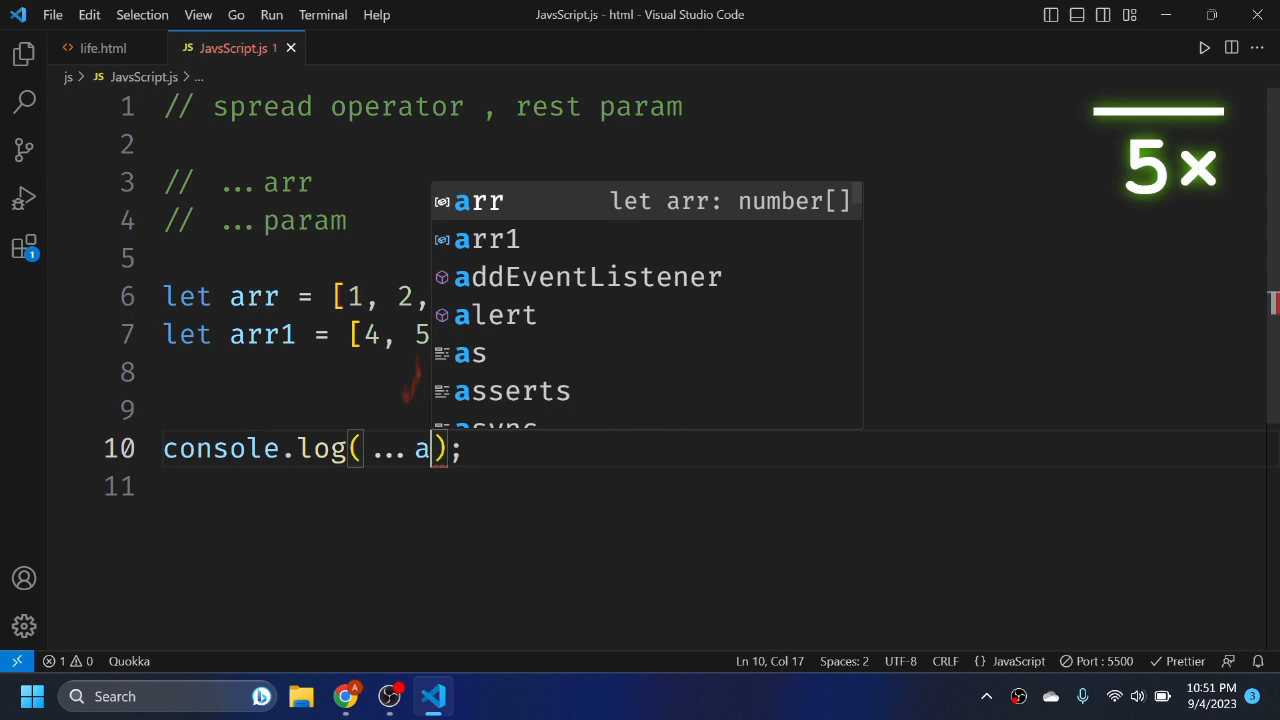 File Edit Selection View Go Run Terminal Help JavsScript.js - html - Visual Studio Code
<> life.html JS JavsScript.js 1
js > JS JavsScript.js > ...
1 // spread operator , rest param
2
3 // ...arr
4 // ...param
5
6 let arr = [1, 2,
7 let arr1 = [4, 5
8
9
10 console.log(...a);
11
5×
arr let arr: number[]
arr1
addEventListener
alert
as
asserts
async
1
1 0 Quokka Ln 10, Col 17 Spaces: 2 UTF-8 CRLF {} JavaScript Port : 5500 Prettier
Search A 10:51 PM
9/4/2023 3